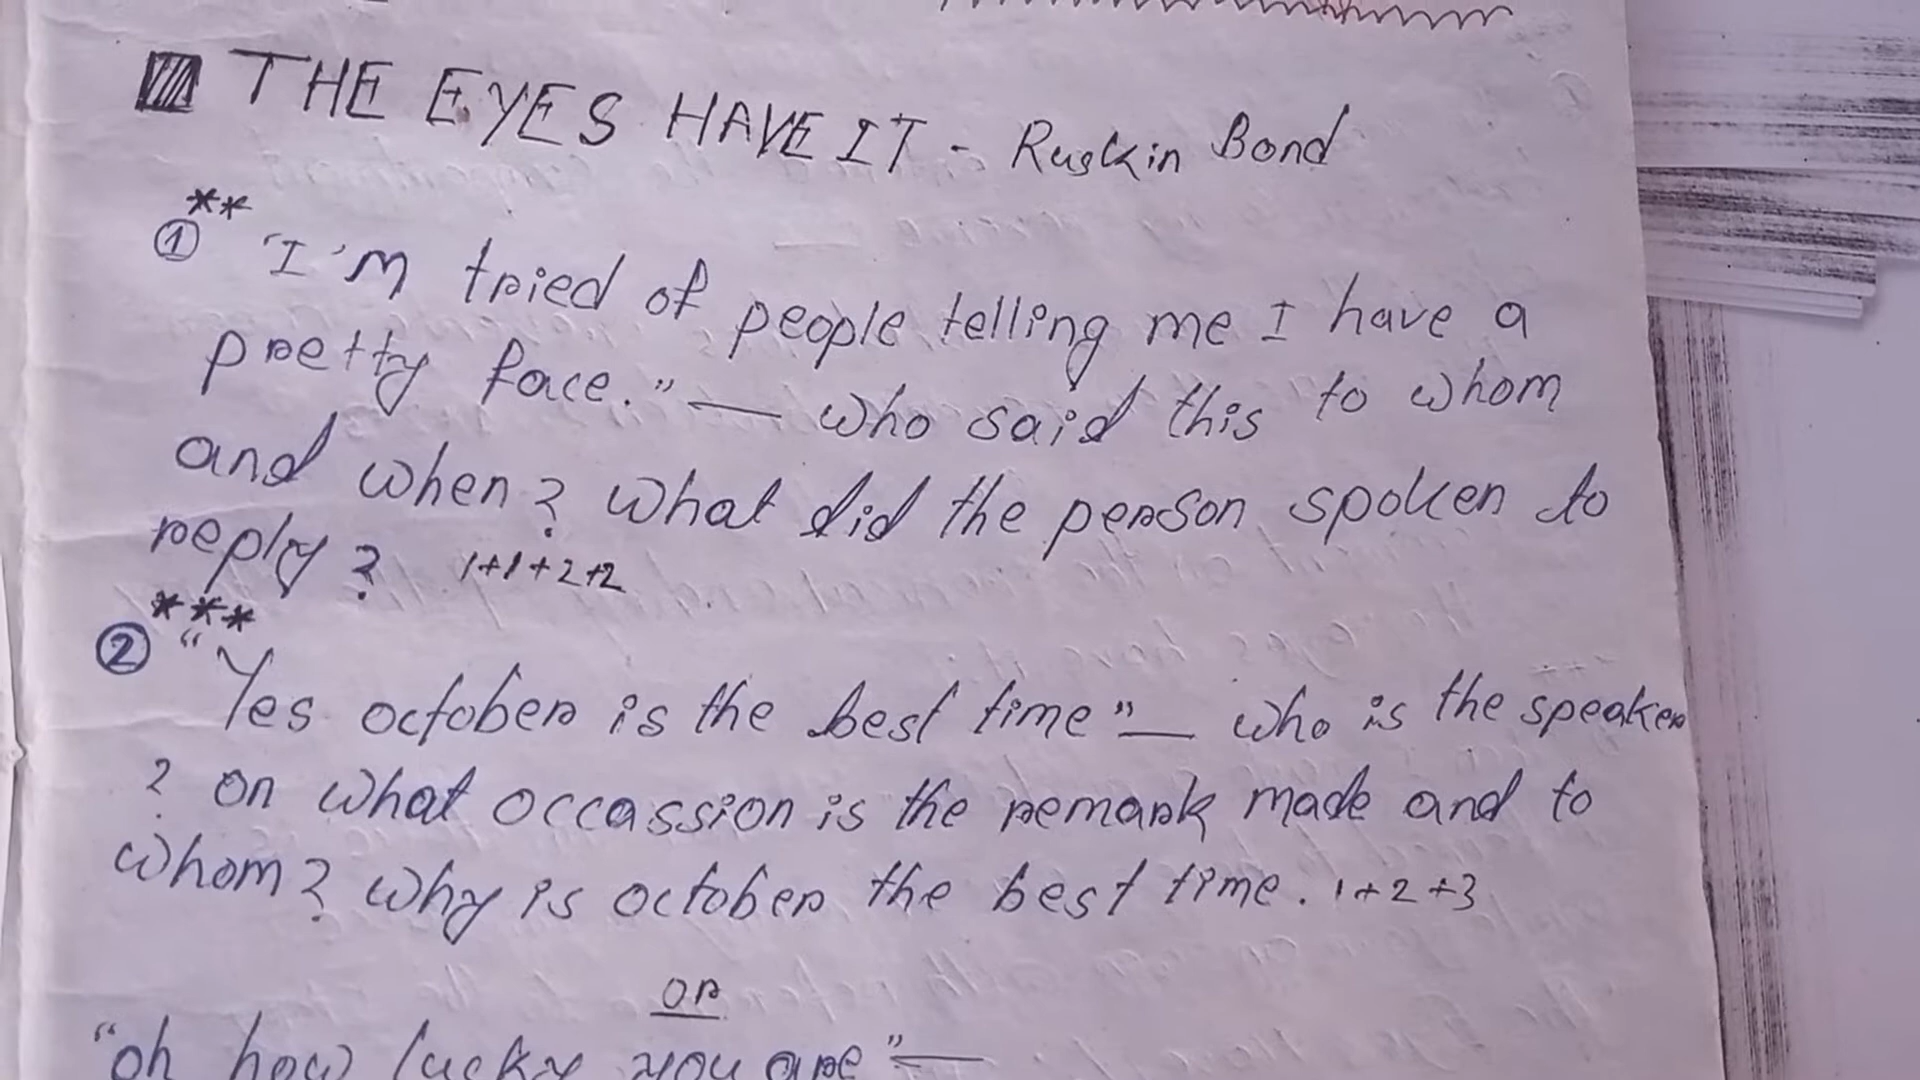 THE EYES HAVE IT - Ruskin Bond
**
① 'I'm tried of people telling me I have a
pretty face." — who said this to whom
and when? what did the person spoken to
reply? 1+1+2+2
***
② "Yes october is the best time" — who is the speaker
? on what occassion is the remark made and to
whom? why is october the best time. 1+2+3
or
"oh how lucky you are" —